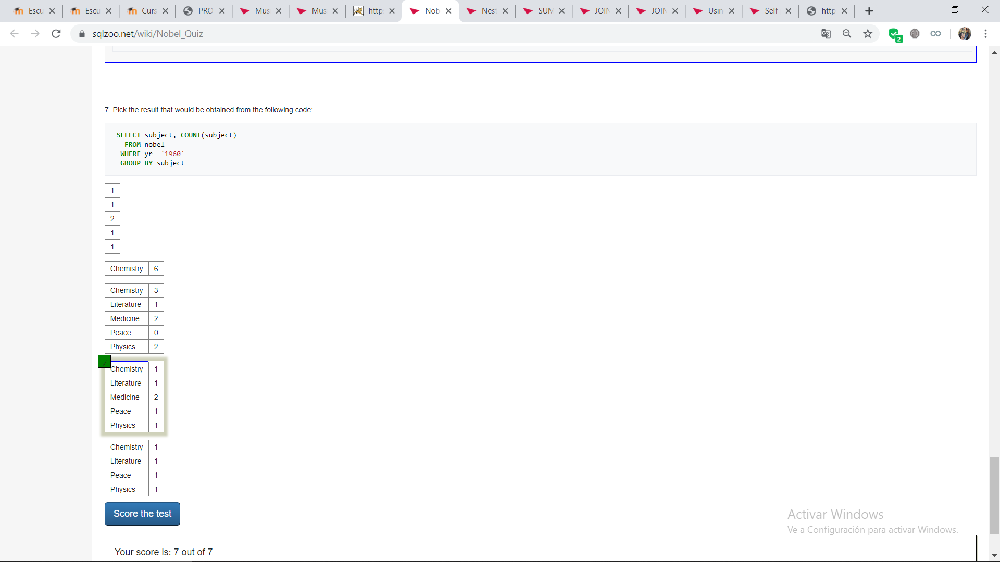 Escu
Escu
Curs
PRO
Mus
Mus
http
Nob
Nest
SUM
JOIN
JOIN
Usin
Self
http
sqlzoo.net/wiki/Nobel_Quiz
2
7. Pick the result that would be obtained from the following code:
SELECT subject, COUNT(subject)
FROM nobel
WHERE yr ='1960'
GROUP BY subject
1
1
2
1
1
Chemistry 6
Chemistry 3
Literature 1
Medicine 2
Peace 0
Physics 2
Chemistry 1
Literature 1
Medicine 2
Peace 1
Physics 1
Chemistry 1
Literature 1
Peace 1
Physics 1
Score the test
Activar Windows
Ve a Configuración para activar Windows.
Your score is: 7 out of 7